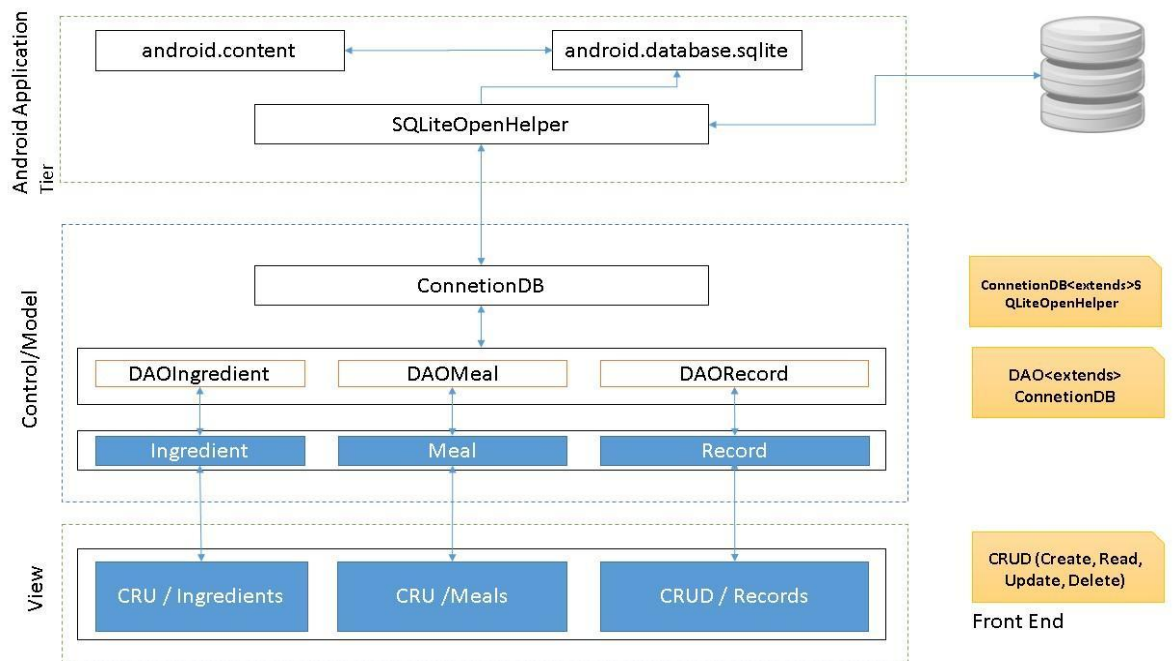 Android Application
Tier
android.content
android.database.sqlite
SQLiteOpenHelper
Control/Model
ConnetionDB
DAOIngredient
DAOMeal
DAORecord
Ingredient
Meal
Record
ConnetionDB<extends>S
QLiteOpenHelper
DAO<extends>
ConnetionDB
View
CRU / Ingredients
CRU /Meals
CRUD / Records
CRUD (Create, Read,
Update, Delete)
Front End